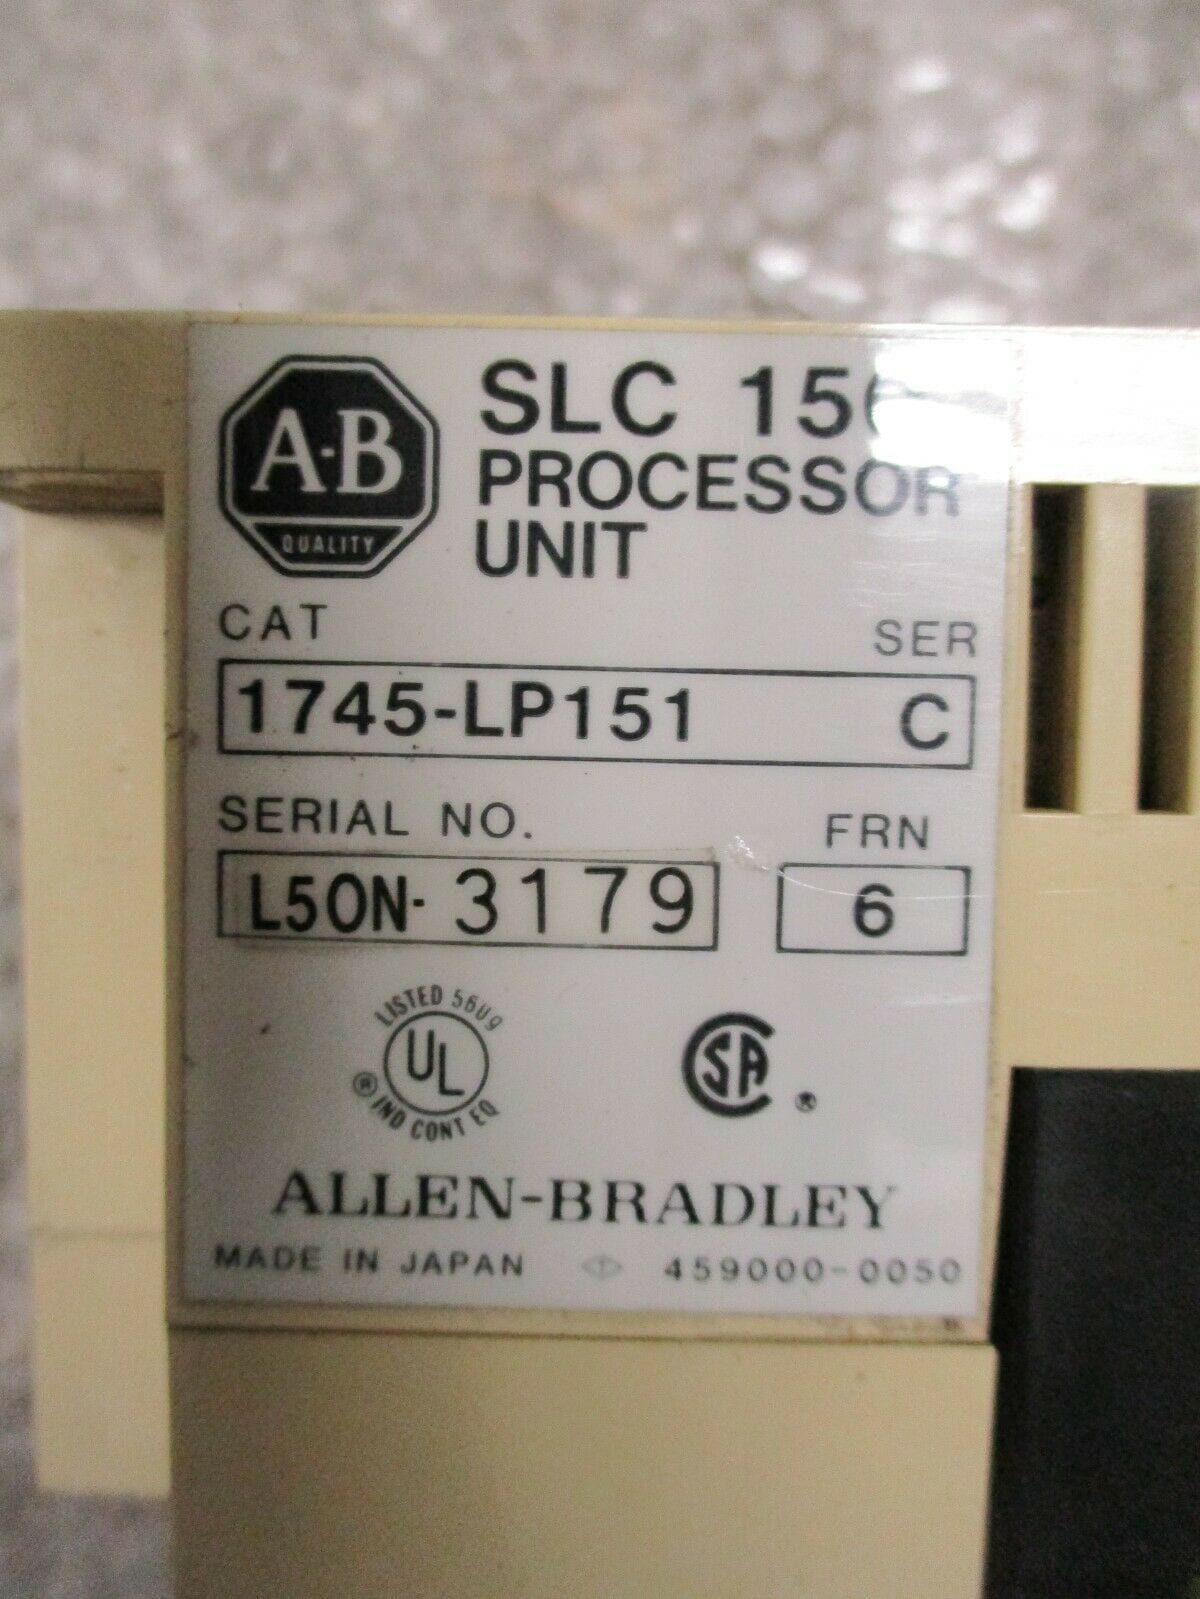 A-B
QUALITY
SLC 150
PROCESSOR
UNIT
CAT
SER
1745-LP151 C
SERIAL NO.
FRN
L50N-3179
6
LISTED 56U9
UL
® IND CONT EQ
SA ®
ALLEN-BRADLEY
MADE IN JAPAN
459000-0050